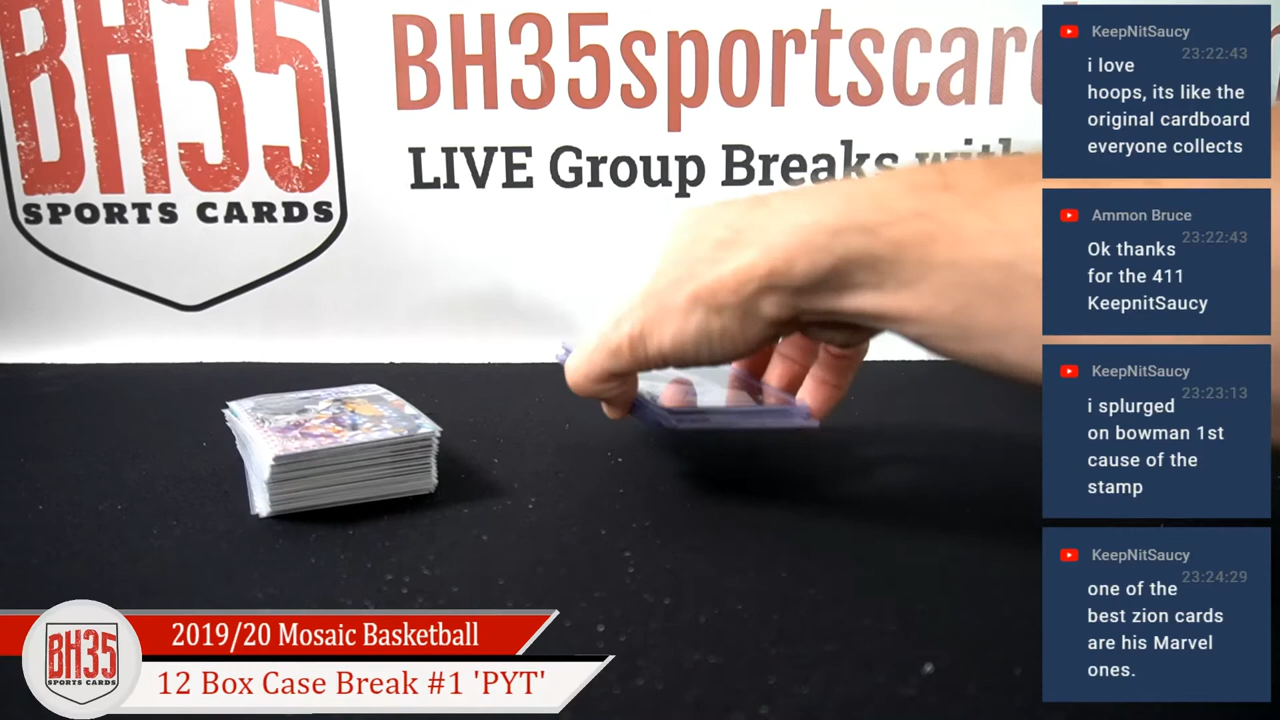 BH35
SPORTS CARDS
BH35sportscar
LIVE Group Breaks with
KeepNitSaucy
23:22:43
i love
hoops, its like the
original cardboard
everyone collects
Ammon Bruce
23:22:43
Ok thanks
for the 411
KeepnitSaucy
KeepNitSaucy
23:23:13
i splurged
on bowman 1st
cause of the
stamp
KeepNitSaucy
23:24:29
one of the
best zion cards
are his Marvel
ones.
BH35
SPORTS CARDS
2019/20 Mosaic Basketball
12 Box Case Break #1 'PYT'